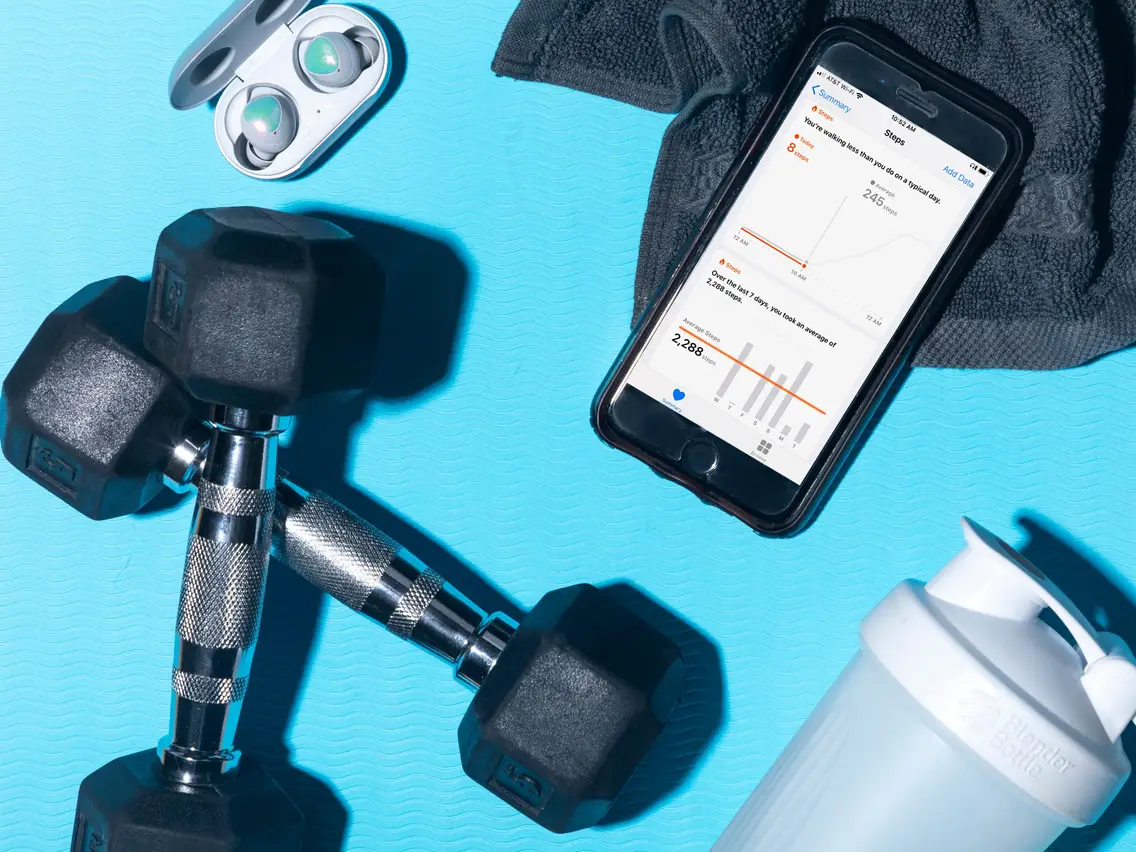 AT&T Wi-Fi
10:52 AM
Summary
Steps
Add Data
Steps
You're walking less than you do on a typical day.
Today
8 steps
Average
245 steps
12 AM
10 AM
12 AM
Steps
Over the last 7 days, you took an average of
2,288 steps.
Average Steps
2,288 steps
W T F S S M T
Summary
Browse
Blender
Bottle
5